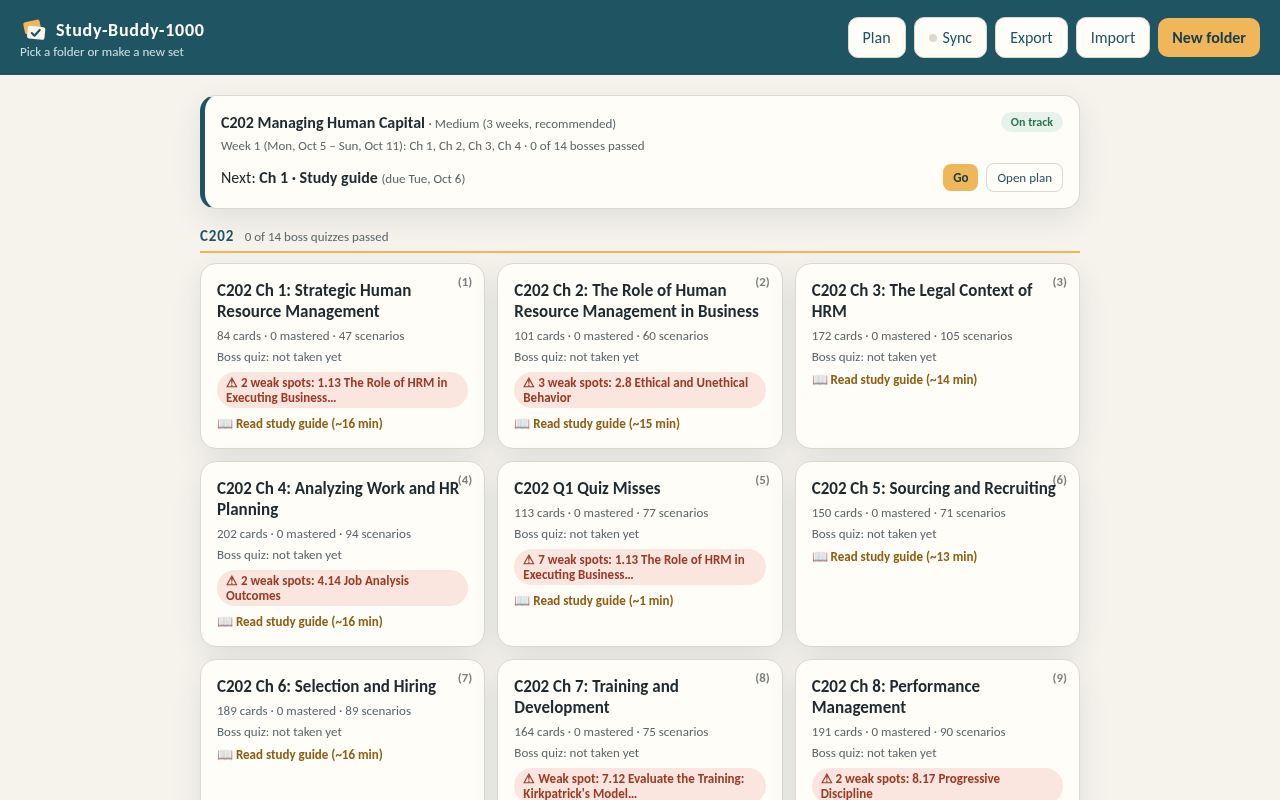 Study-Buddy-1000
Pick a folder or make a new set
Plan
Sync
Export
Import
New folder
C202 Managing Human Capital · Medium (3 weeks, recommended)
On track
Week 1 (Mon, Oct 5 – Sun, Oct 11): Ch 1, Ch 2, Ch 3, Ch 4 · 0 of 14 bosses passed
Next: Ch 1 · Study guide (due Tue, Oct 6)
Go
Open plan
C202 0 of 14 boss quizzes passed
(1)
C202 Ch 1: Strategic Human
Resource Management
84 cards · 0 mastered · 47 scenarios
Boss quiz: not taken yet
⚠ 2 weak spots: 1.13 The Role of HRM in
Executing Business…
📖 Read study guide (~16 min)
(2)
C202 Ch 2: The Role of Human
Resource Management in Business
101 cards · 0 mastered · 60 scenarios
Boss quiz: not taken yet
⚠ 3 weak spots: 2.8 Ethical and Unethical
Behavior
📖 Read study guide (~15 min)
(3)
C202 Ch 3: The Legal Context of
HRM
172 cards · 0 mastered · 105 scenarios
Boss quiz: not taken yet
📖 Read study guide (~14 min)
(4)
C202 Ch 4: Analyzing Work and HR
Planning
202 cards · 0 mastered · 94 scenarios
Boss quiz: not taken yet
⚠ 2 weak spots: 4.14 Job Analysis
Outcomes
📖 Read study guide (~16 min)
(5)
C202 Q1 Quiz Misses
113 cards · 0 mastered · 77 scenarios
Boss quiz: not taken yet
⚠ 7 weak spots: 1.13 The Role of HRM in
Executing Business…
📖 Read study guide (~1 min)
(6)
C202 Ch 5: Sourcing and Recruiting
150 cards · 0 mastered · 71 scenarios
Boss quiz: not taken yet
📖 Read study guide (~13 min)
(7)
C202 Ch 6: Selection and Hiring
189 cards · 0 mastered · 89 scenarios
Boss quiz: not taken yet
📖 Read study guide (~16 min)
(8)
C202 Ch 7: Training and
Development
164 cards · 0 mastered · 75 scenarios
Boss quiz: not taken yet
⚠ Weak spot: 7.12 Evaluate the Training:
Kirkpatrick's Model…
(9)
C202 Ch 8: Performance
Management
191 cards · 0 mastered · 90 scenarios
Boss quiz: not taken yet
⚠ 2 weak spots: 8.17 Progressive
Discipline